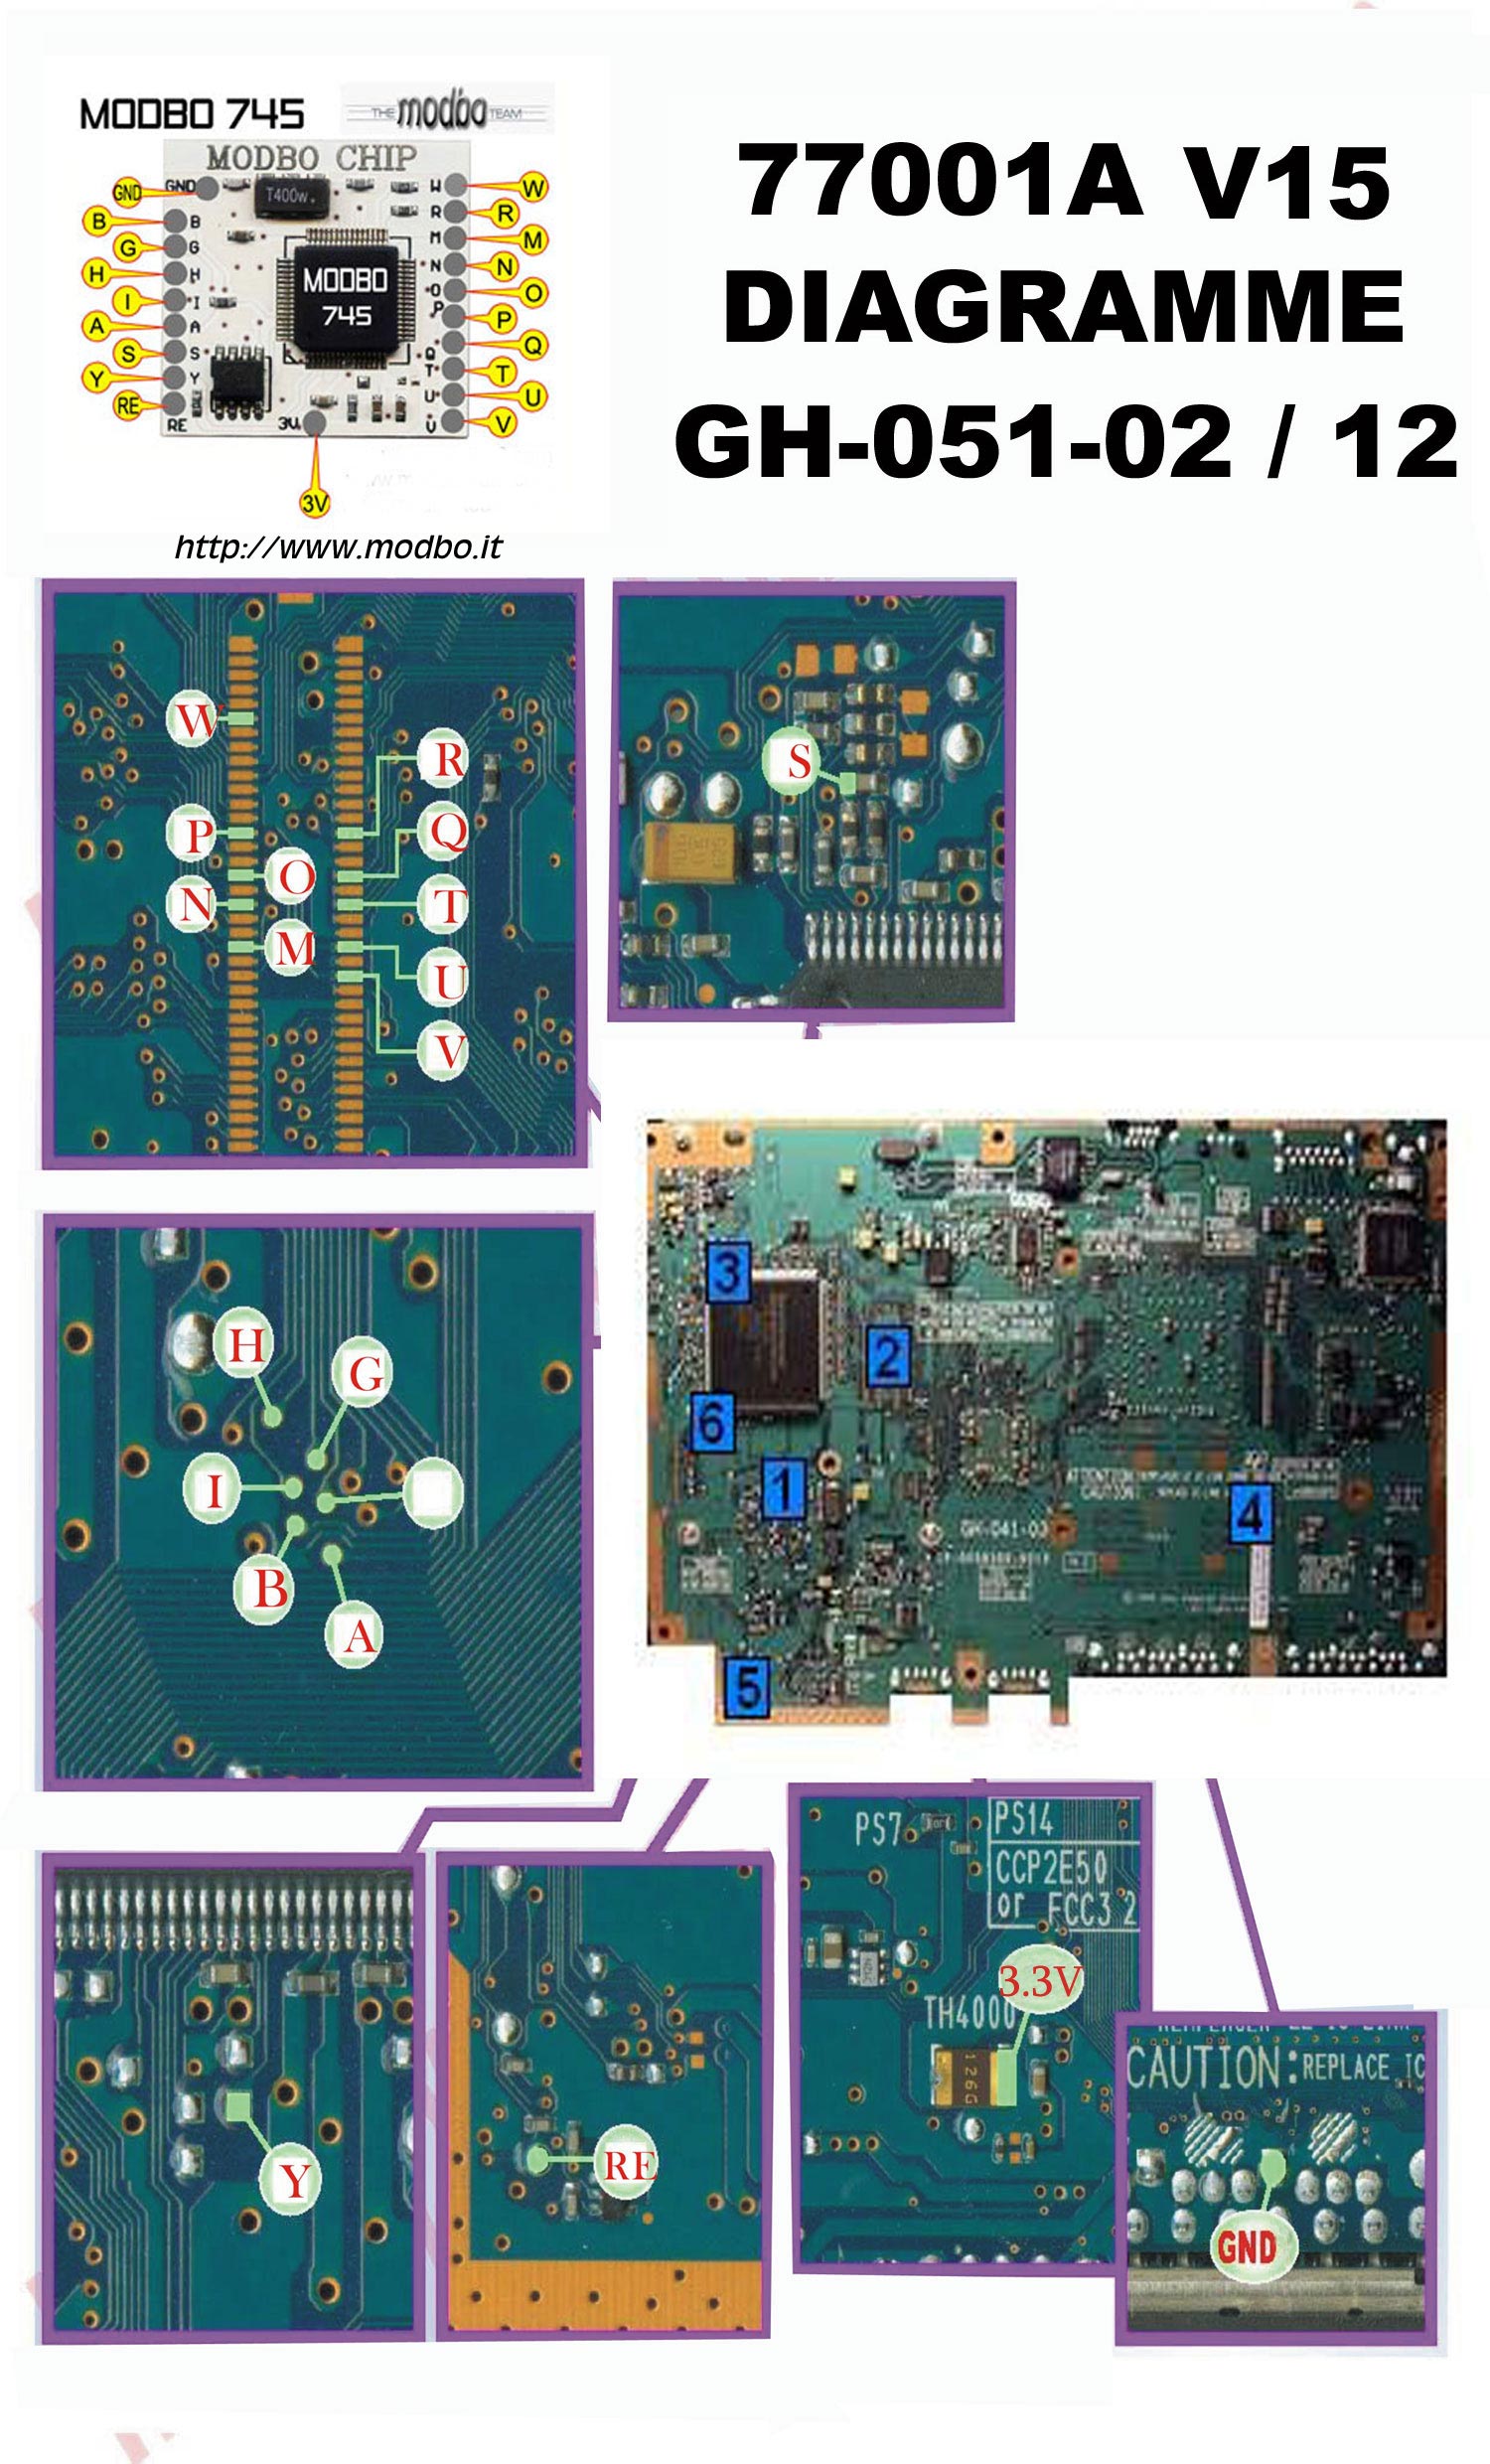 MODBO 745
THE modbo TEAM
77001A V15
DIAGRAMME
GH-051-02 / 12
MODBO CHIP
GND
GND
T400w.
W
W
B
B
R
R
G
G
M
M
H
H
MODBO
745
N
N
I
I
O
O
A
A
P
P
S
S
Q
Q
Y
Y
T
T
RE
RE
U
U
3V
V
V
3V
http://www.modbo.it
W
R
P
Q
O
N
T
M
U
V
S
H
G
I
B
A
3
2
6
1
4
5
ATTENTION:
CAUTION:
GH-041-03
PS7
PS14
CCP2E50
or FCC3 2
3.3V
TH4000
126G
Y
RE
CAUTION: REPLACE IC
GND